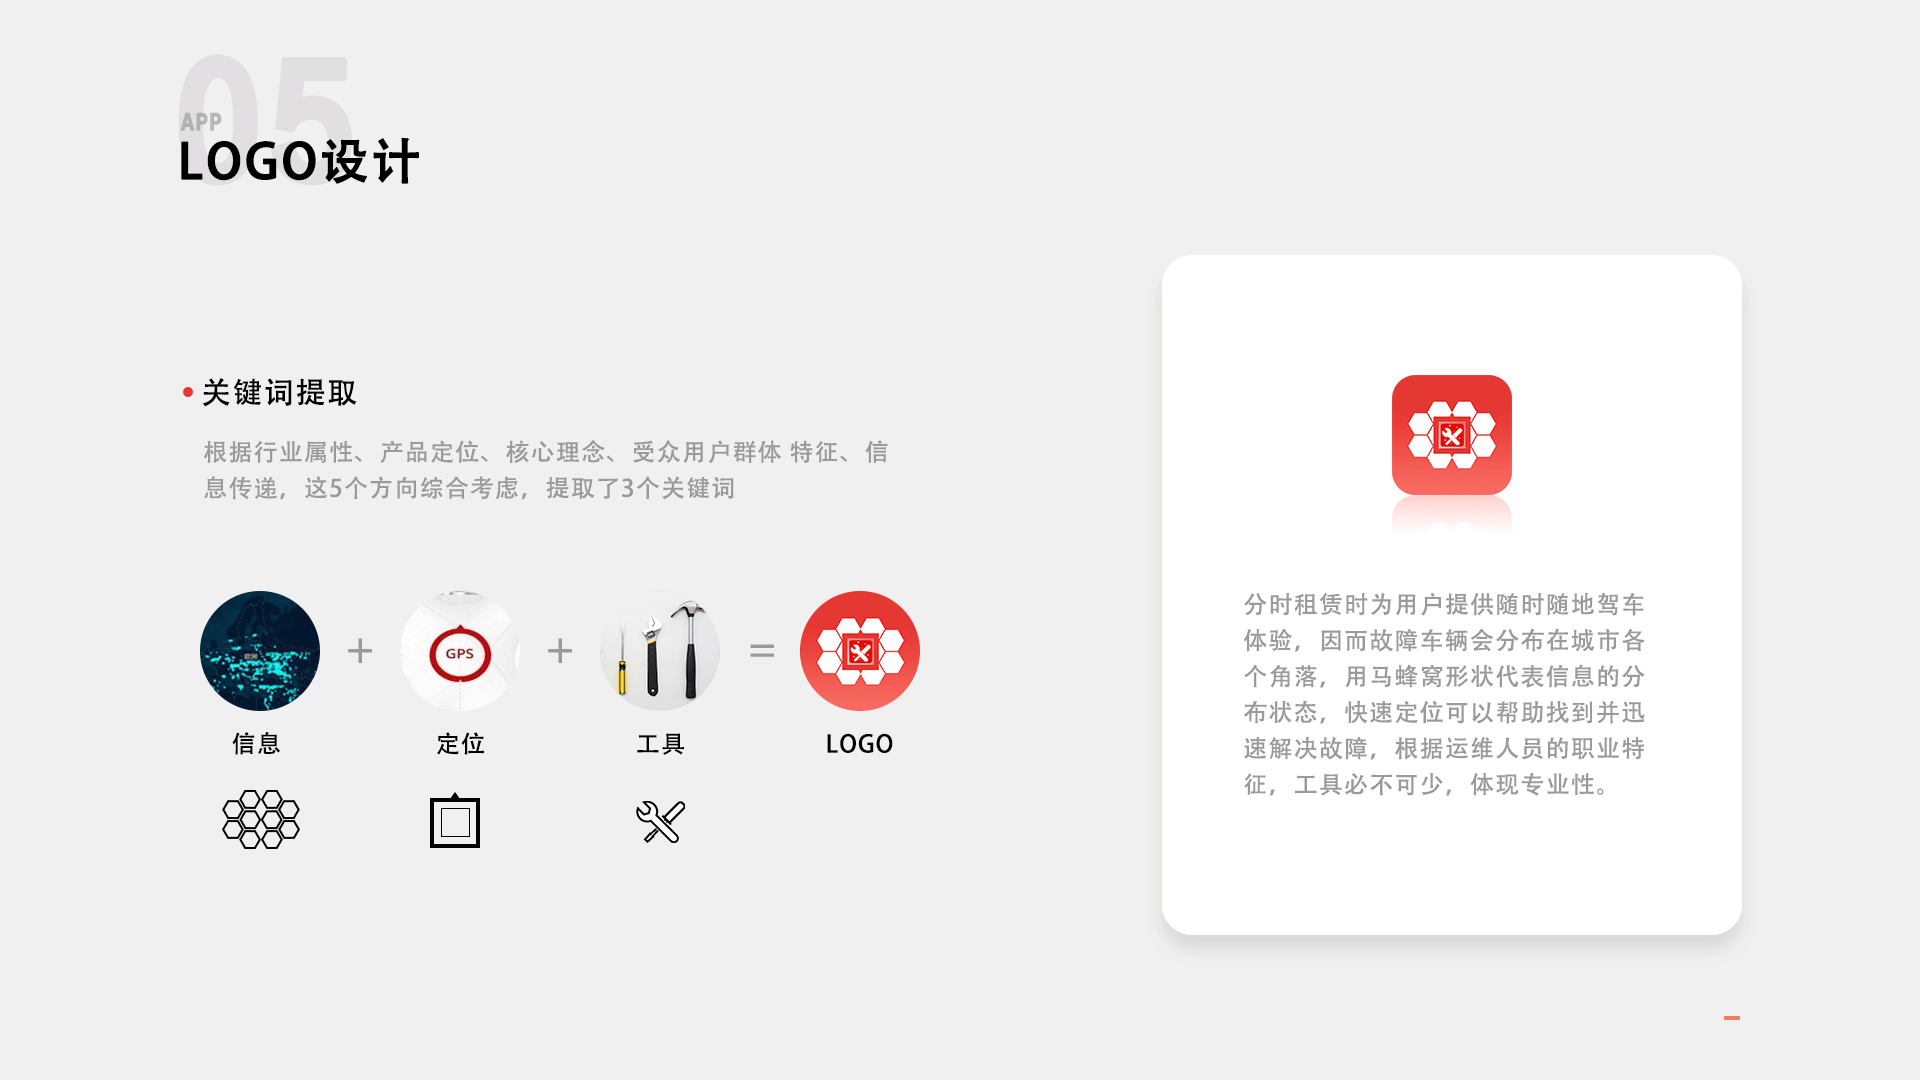 05
APP
LOGO设计
关键词提取
根据行业属性、产品定位、核心理念、受众用户群体 特征、信
息传递，这5个方向综合考虑，提取了3个关键词
GPS
信息
定位
工具
LOGO
分时租赁时为用户提供随时随地驾车
体验，因而故障车辆会分布在城市各
个角落，用马蜂窝形状代表信息的分
布状态，快速定位可以帮助找到并迅
速解决故障，根据运维人员的职业特
征，工具必不可少，体现专业性。